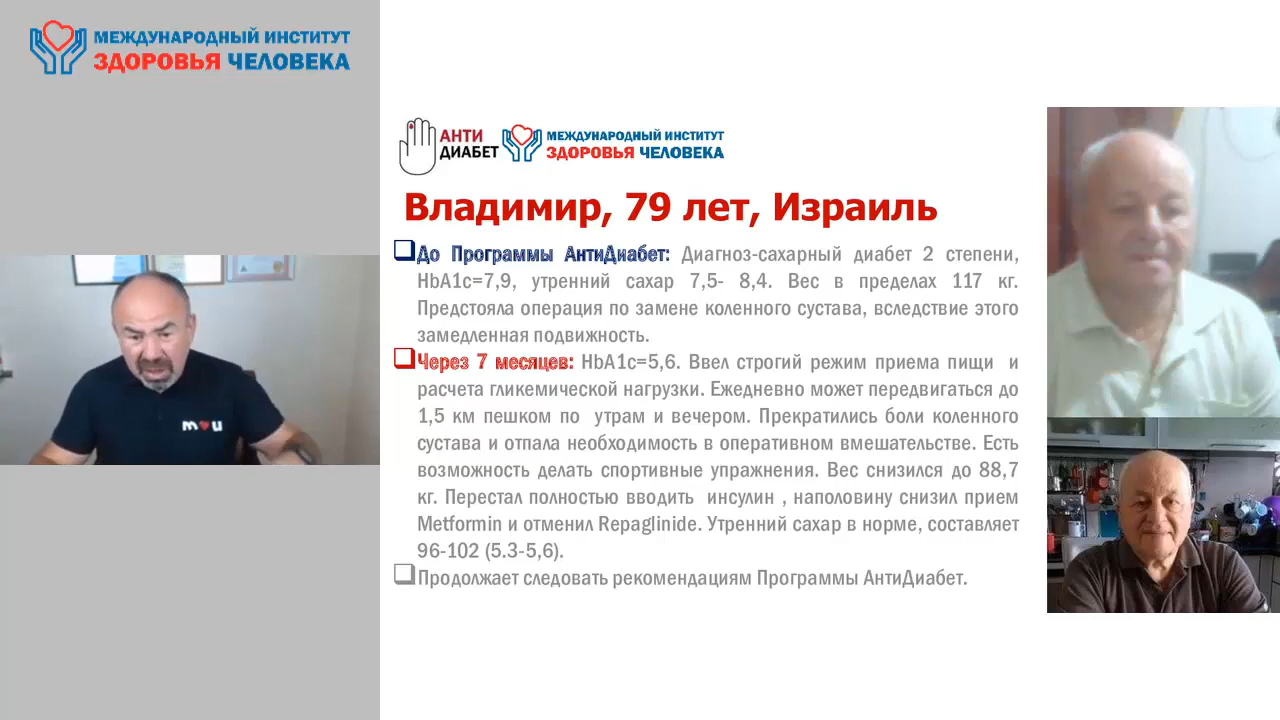 МЕЖДУНАРОДНЫЙ ИНСТИТУТ
ЗДОРОВЬЯ ЧЕЛОВЕКА
АНТИ
ДИАБЕТ
МЕЖДУНАРОДНЫЙ ИНСТИТУТ
ЗДОРОВЬЯ ЧЕЛОВЕКА
Владимир, 79 лет, Израиль
До Программы АнтиДиабет: Диагноз-сахарный диабет 2 степени,
HbA1c=7,9, утренний сахар 7,5- 8,4. Вес в пределах 117 кг.
Предстояла операция по замене коленного сустава, вследствие этого
замедленная подвижность.
Через 7 месяцев: HbA1c=5,6. Ввел строгий режим приема пищи и
расчета гликемической нагрузки. Ежедневно может передвигаться до
1,5 км пешком по утрам и вечером. Прекратились боли коленного
сустава и отпала необходимость в оперативном вмешательстве. Есть
возможность делать спортивные упражнения. Вес снизился до 88,7
кг. Перестал полностью вводить инсулин , наполовину снизил прием
Metformin и отменил Repaglinide. Утренний сахар в норме, составляет
96-102 (5.3-5,6).
Продолжает следовать рекомендациям Программы АнтиДиабет.